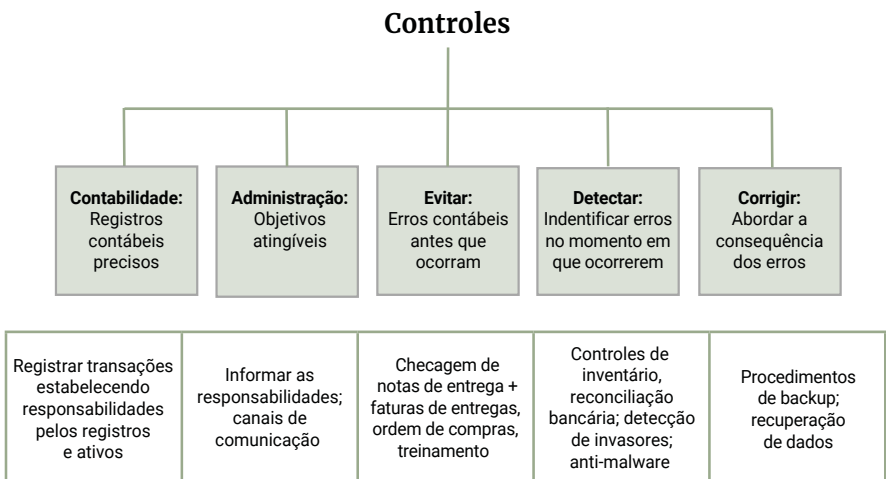 Controles
Contabilidade:
Registros
contábeis
precisos
Administração:
Objetivos
atingíveis
Evitar:
Erros contábeis
antes que
ocorram
Detectar:
Indentificar erros
no momento em
que ocorrerem
Corrigir:
Abordar a
consequência
dos erros
Registrar transações
estabelecendo
responsabilidades
pelos registros
e ativos
Informar as
responsabilidades;
canais de
comunicação
Checagem de
notas de entrega +
faturas de entregas,
ordem de compras,
treinamento
Controles de
inventário,
reconciliação
bancária; detecção
de invasores;
anti-malware
Procedimentos
de backup;
recuperação
de dados